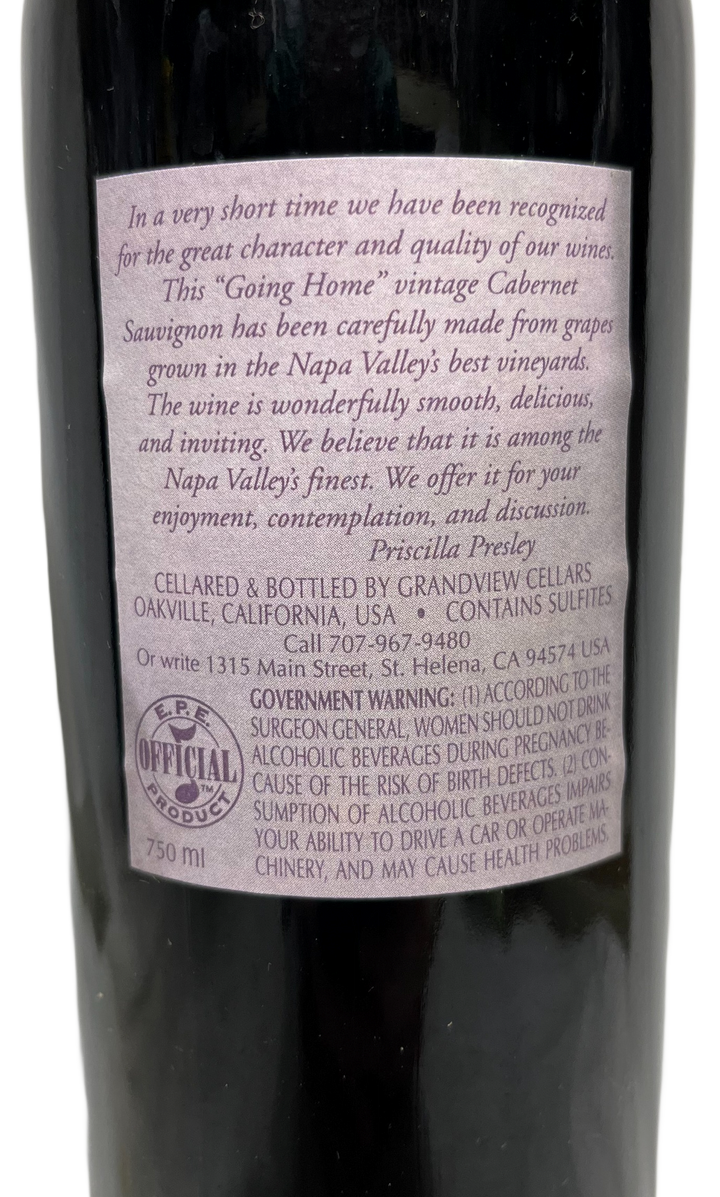 In a very short time we have been recognized
for the great character and quality of our wines.
This “Going Home” vintage Cabernet
Sauvignon has been carefully made from grapes
grown in the Napa Valley’s best vineyards.
The wine is wonderfully smooth, delicious,
and inviting. We believe that it is among the
Napa Valley’s finest. We offer it for your
enjoyment, contemplation, and discussion.
Priscilla Presley
CELLARED & BOTTLED BY GRANDVIEW CELLARS
OAKVILLE, CALIFORNIA, USA • CONTAINS SULFITES
Call 707-967-9480
Or write 1315 Main Street, St. Helena, CA 94574 USA
E.P.E.
OFFICIAL
TM
PRODUCT
750 ml
GOVERNMENT WARNING: (1) ACCORDING TO THE
SURGEON GENERAL, WOMEN SHOULD NOT DRINK
ALCOHOLIC BEVERAGES DURING PREGNANCY BE-
CAUSE OF THE RISK OF BIRTH DEFECTS. (2) CON-
SUMPTION OF ALCOHOLIC BEVERAGES IMPAIRS
YOUR ABILITY TO DRIVE A CAR OR OPERATE MA-
CHINERY, AND MAY CAUSE HEALTH PROBLEMS.